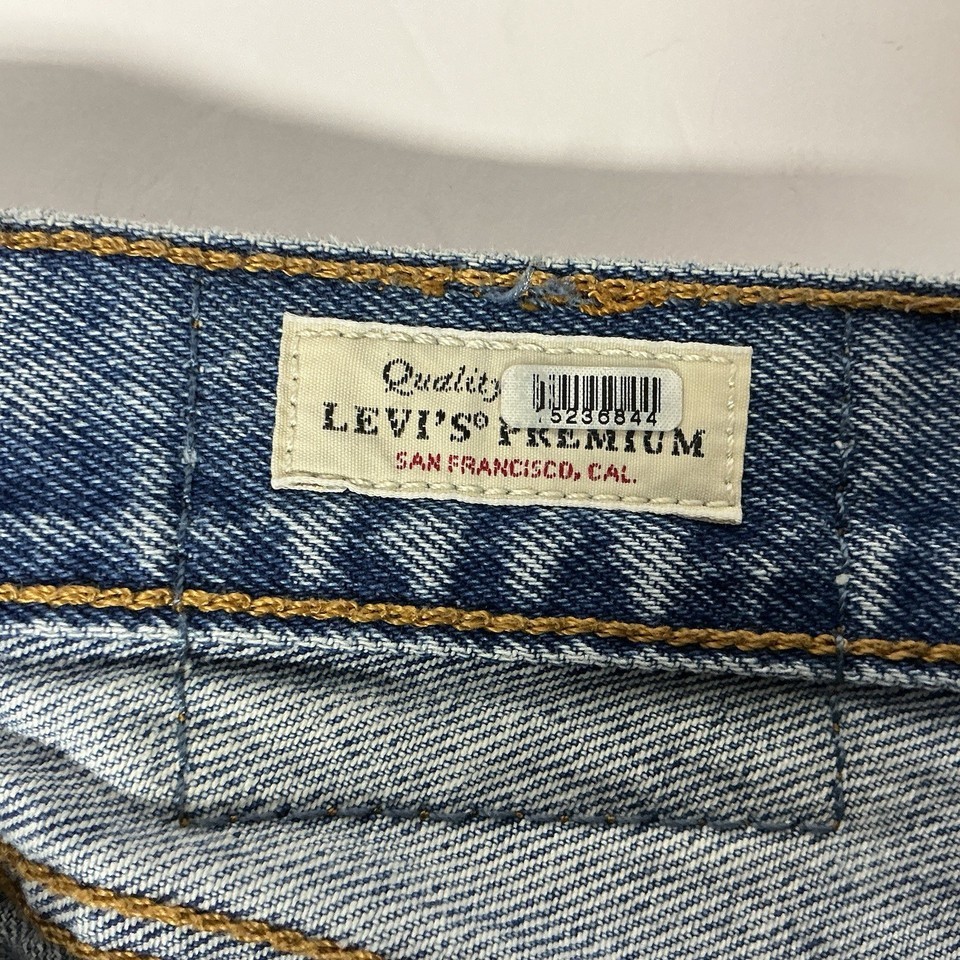 Quality
5236844
LEVI'S® PREMIUM
SAN FRANCISCO, CAL.